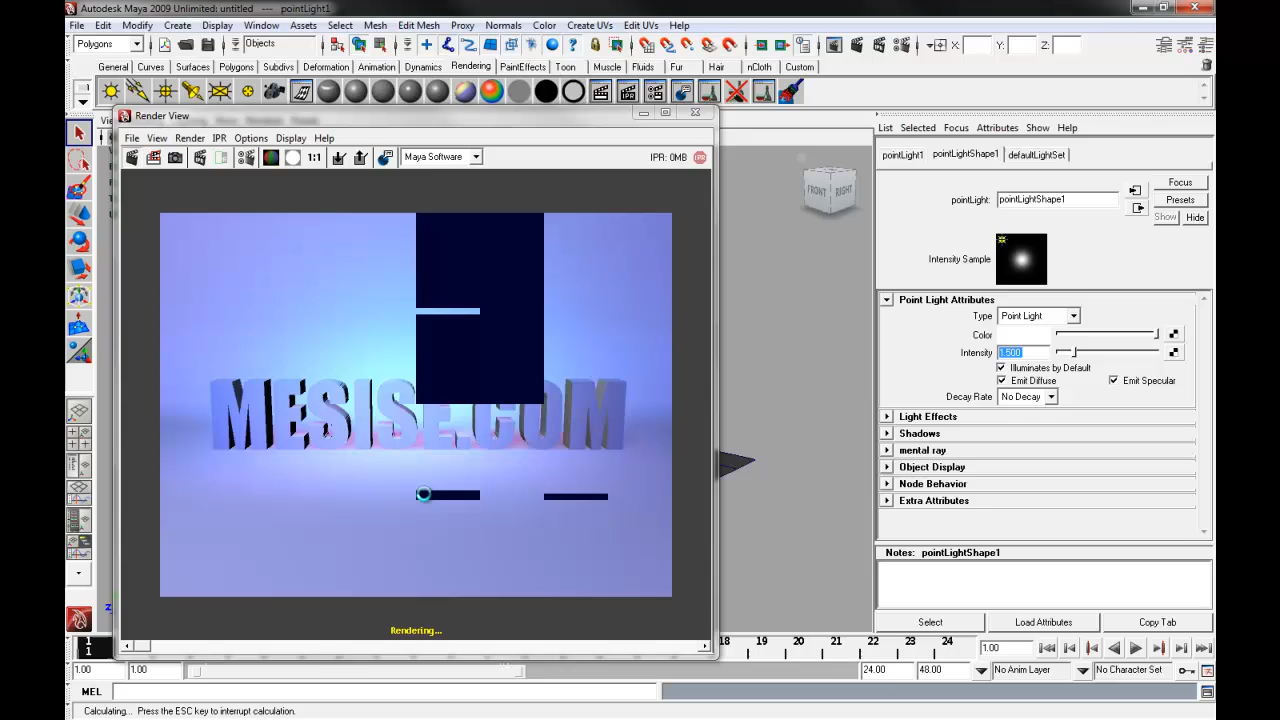 Autodesk Maya 2009 Unlimited: untitled --- pointLight1
File Edit Modify Create Display Window Assets Select Mesh Edit Mesh Proxy Normals Color Create UVs Edit UVs Help
Polygons Objects X: Y: Z:
General Curves Surfaces Polygons Subdivs Deformation Animation Dynamics Rendering PaintEffects Toon Muscle Fluids Fur Hair nCloth Custom
Render View
File View Render IPR Options Display Help
1:1 Maya Software IPR: 0MB IPR
MESISE.COM
Rendering...
FRONT RIGHT
List Selected Focus Attributes Show Help
pointLight1 pointLightShape1 defaultLightSet
pointLight: pointLightShape1
Focus
Presets
Show Hide
Intensity Sample
Point Light Attributes
Type Point Light
Color
Intensity 1.500
Illuminates by Default
Emit Diffuse Emit Specular
Decay Rate No Decay
Light Effects
Shadows
mental ray
Object Display
Node Behavior
Extra Attributes
Notes: pointLightShape1
Select Load Attributes Copy Tab
1 18 19 20 21 22 23 24 1.00
1
1.00 1.00 24.00 48.00 No Anim Layer No Character Set
MEL
Calculating... Press the ESC key to interrupt calculation.